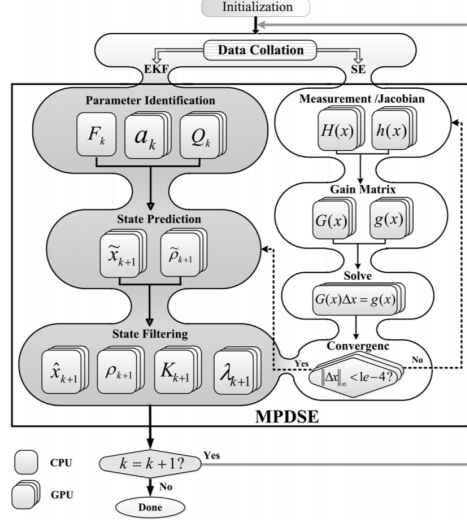 Initialization
Data Collation
EKF
SE
Parameter Identification
F_k
a_k
Q_k
Measurement /Jacobian
H(x)
h(x)
Gain Matrix
G(x)
g(x)
State Prediction
x̃_{k+1}
ρ̃_{k+1}
Solve
G(x)Δx = g(x)
State Filtering
x̂_{k+1}
ρ_{k+1}
K_{k+1}
λ_{k+1}
Convergenc
Yes
No
‖Δx‖_∞ < 1e−4?
MPDSE
CPU
GPU
k = k+1?
Yes
No
Done